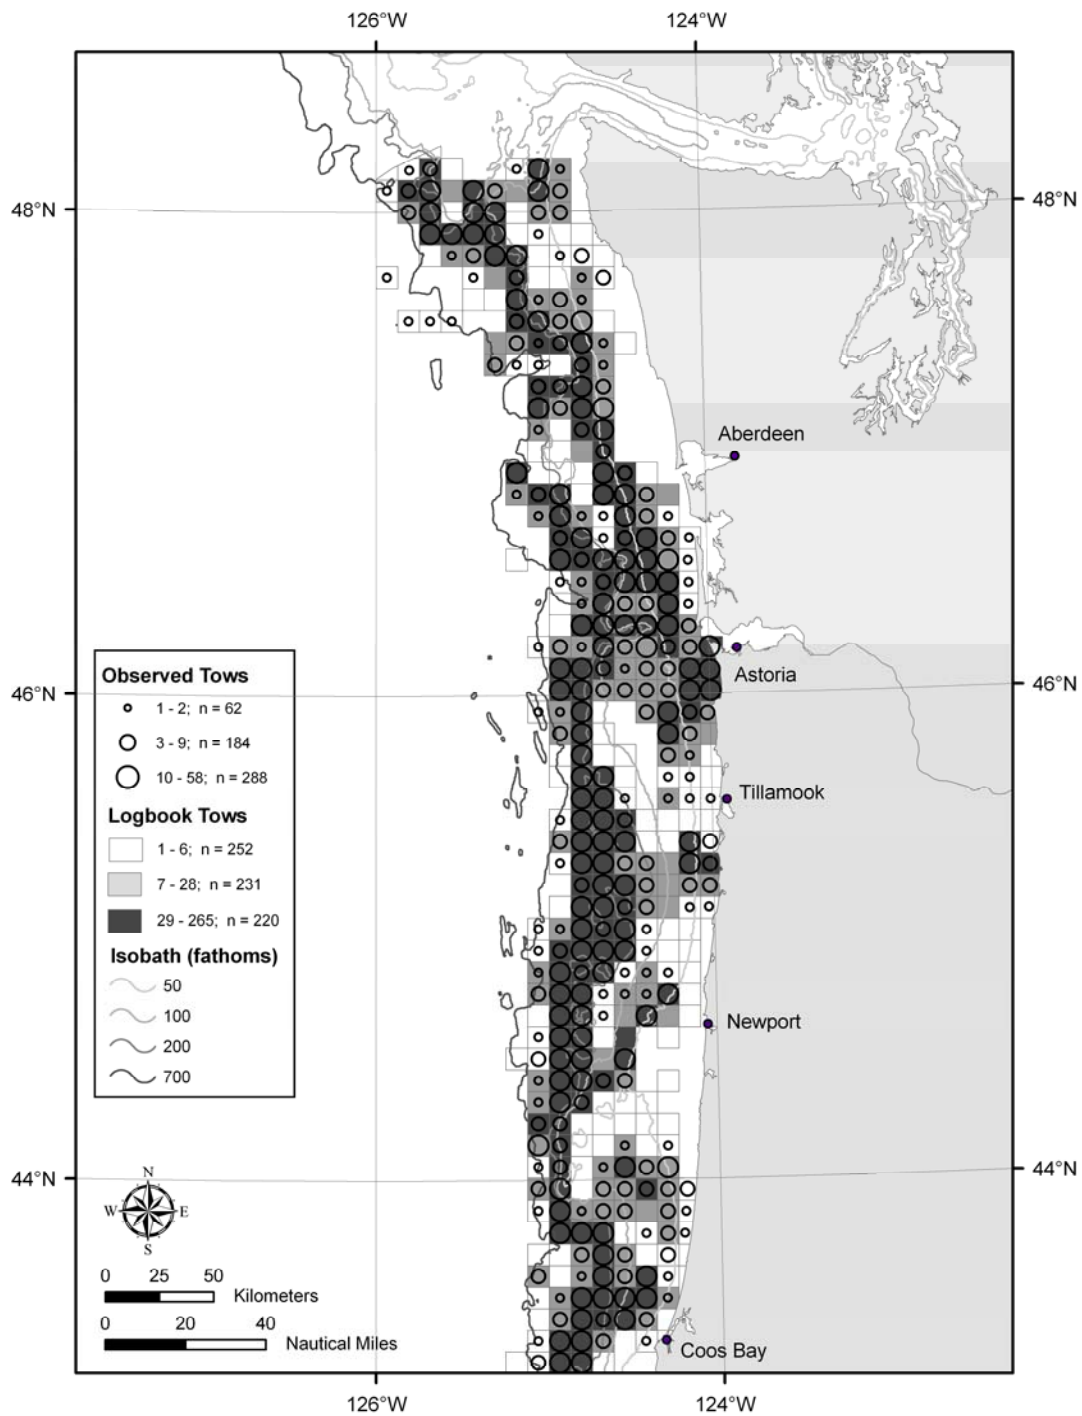 126°W 124°W
48°N 48°N
Aberdeen
Astoria
46°N 46°N
Observed Tows
1 - 2; n = 62
3 - 9; n = 184
10 - 58; n = 288
Logbook Tows
1 - 6; n = 252
7 - 28; n = 231
29 - 265; n = 220
Isobath (fathoms)
50
100
200
700
Tillamook
Newport
44°N 44°N
N
W E
S
0 25 50
Kilometers
0 20 40
Nautical Miles
Coos Bay
126°W 124°W